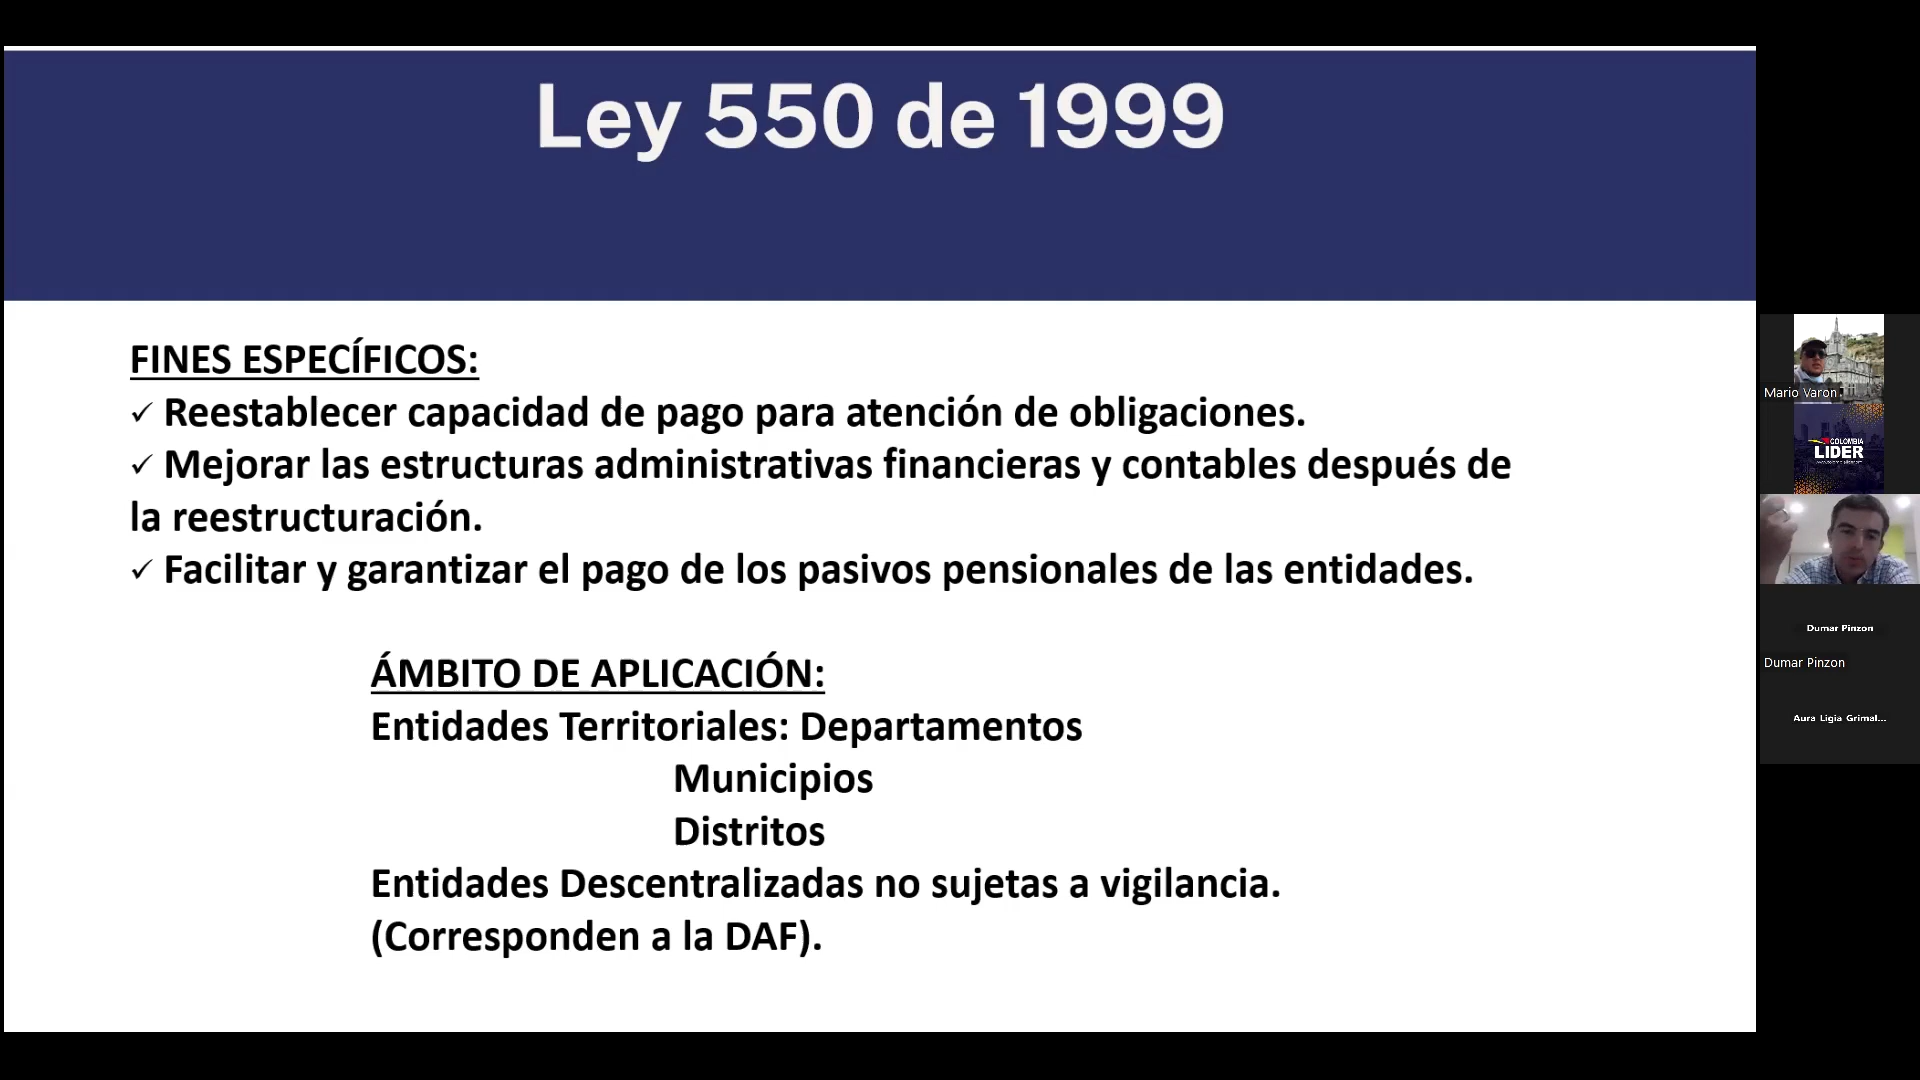 Ley 550 de 1999
FINES ESPECÍFICOS:
✓ Reestablecer capacidad de pago para atención de obligaciones.
✓ Mejorar las estructuras administrativas financieras y contables después de
la reestructuración.
✓ Facilitar y garantizar el pago de los pasivos pensionales de las entidades.
ÁMBITO DE APLICACIÓN:
Entidades Territoriales: Departamentos
Municipios
Distritos
Entidades Descentralizadas no sujetas a vigilancia.
(Corresponden a la DAF).
Mario Varon
COLOMBIA
LIDER
Dumar Pinzon
Dumar Pinzon
Aura Ligia Grimal...